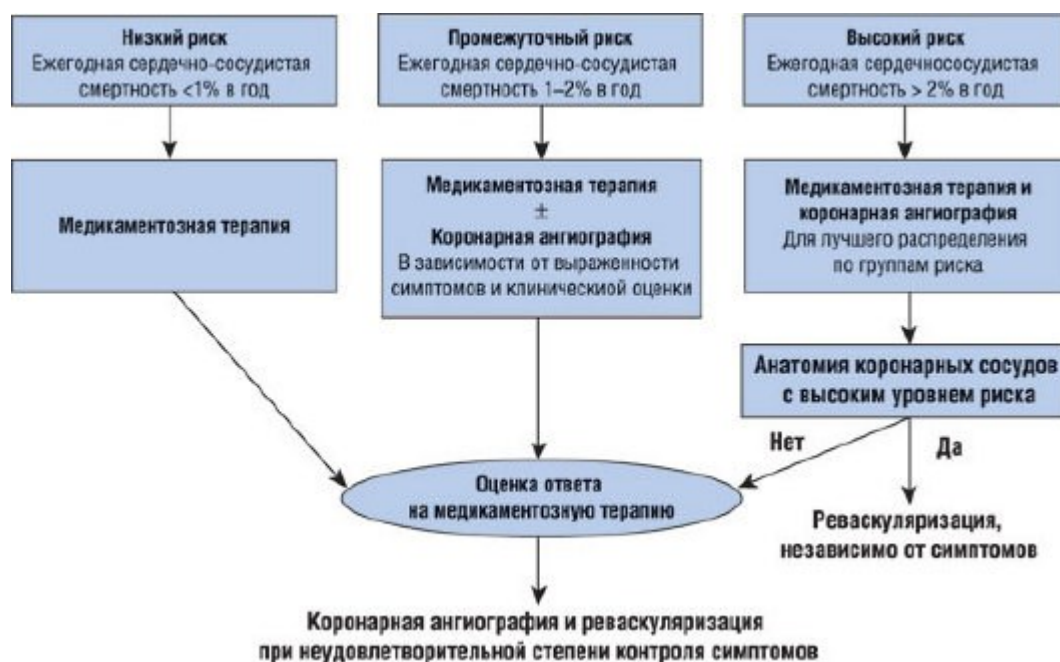 Низкий риск
Ежегодная сердечно-сосудистая
смертность <1% в год
Промежуточный риск
Ежегодная сердечно-сосудистая
смертность 1–2% в год
Высокий риск
Ежегодная сердечнососудистая
смертность > 2% в год
Медикаментозная терапия
Медикаментозная терапия
±
Коронарная ангиография
В зависимости от выраженности
симптомов и клиническиой оценки
Медикаментозная терапия и
коронарная ангиография
Для лучшего распределения
по группам риска
Анатомия коронарных сосудов
с высоким уровнем риска
Нет
Да
Оценка ответа
на медикаментозную терапию
Реваскуляризация,
независимо от симптомов
Коронарная ангиография и реваскуляризация
при неудовлетворительной степени контроля симптомов